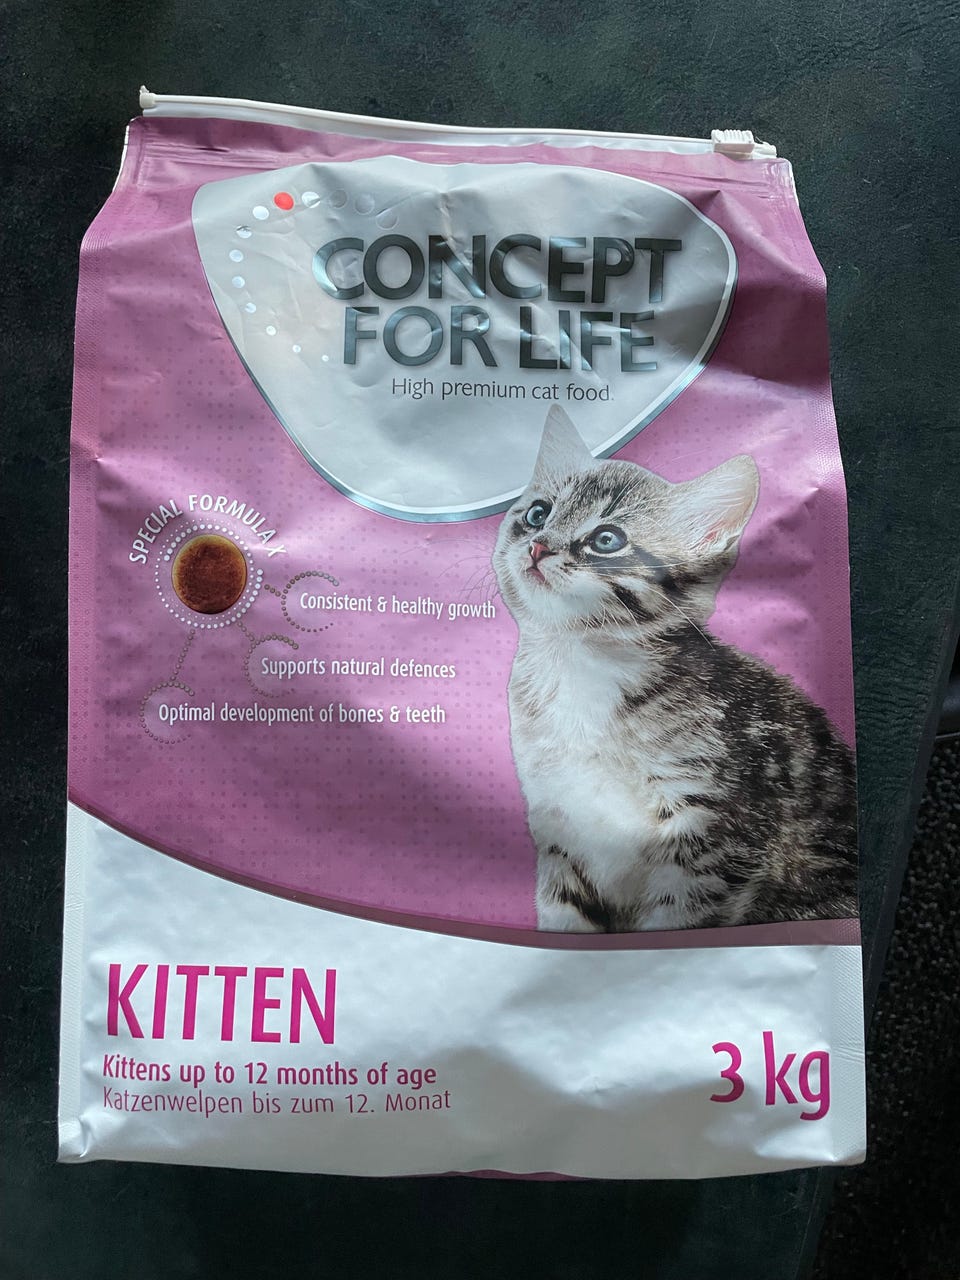 CONCEPT
FOR LIFE
High premium cat food
SPECIAL FORMULA
Consistent & healthy growth
Supports natural defences
Optimal development of bones & teeth
KITTEN
Kittens up to 12 months of age
Katzenwelpen bis zum 12. Monat
3 kg